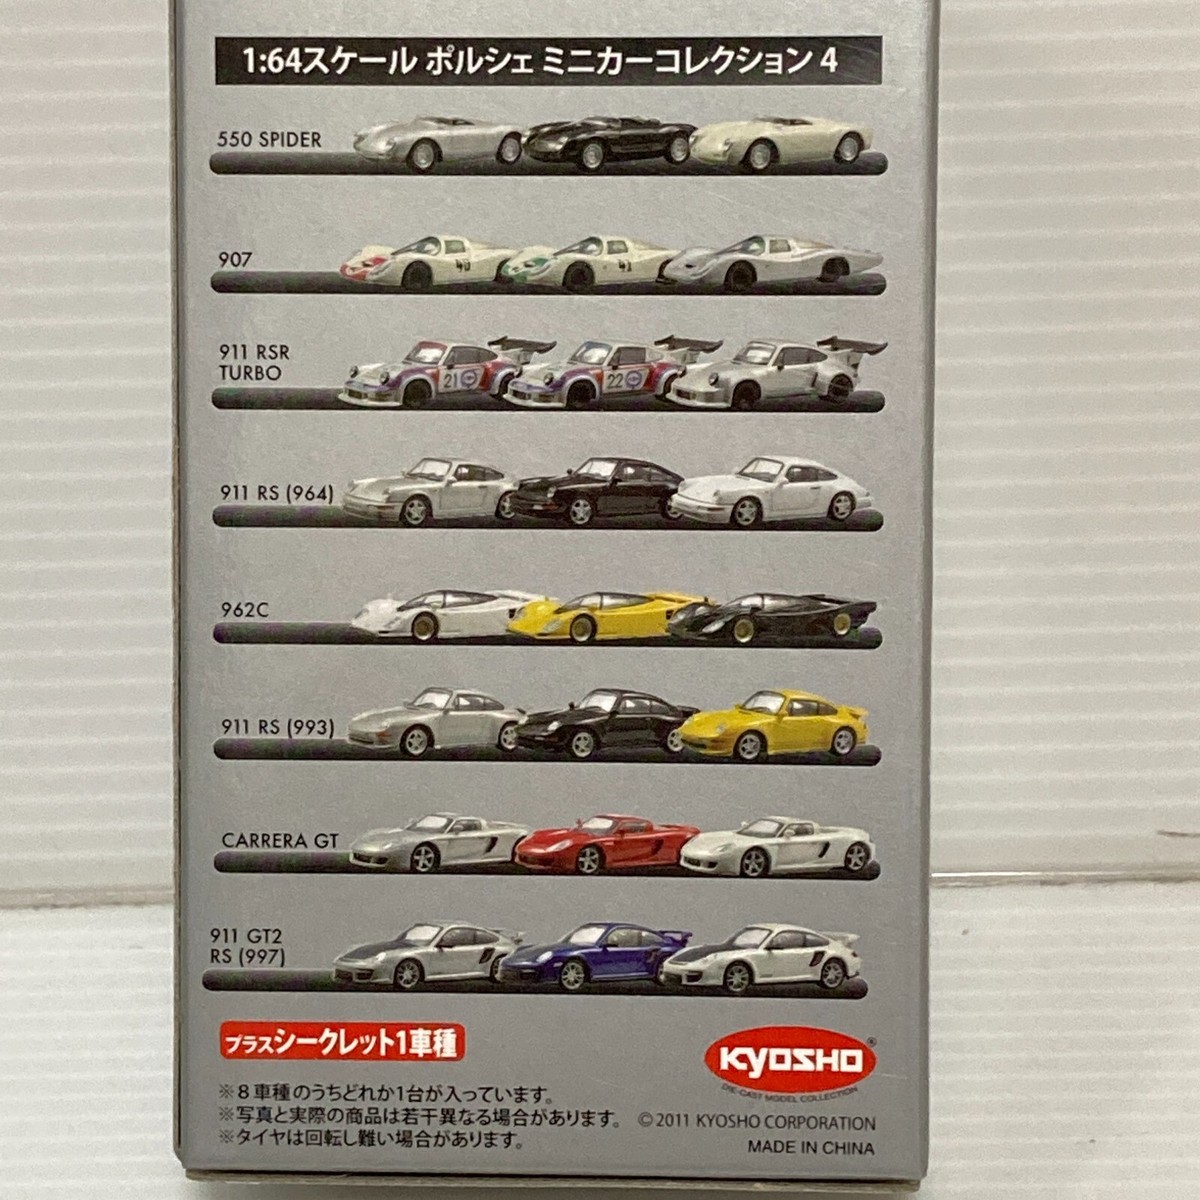 1:64スケール ポルシェ ミニカーコレクション 4
550 SPIDER
907
40
41
911 RSR
TURBO
21
22
911 RS (964)
962C
911 RS (993)
CARRERA GT
911 GT2
RS (997)
プラスシークレット1車種
KYOSHO®
DIE-CAST MODEL COLLECTION
※8車種のうちどれか1台が入っています。
※写真と実際の商品は若干異なる場合があります。
※タイヤは回転し難い場合があります。
©2011 KYOSHO CORPORATION
MADE IN CHINA